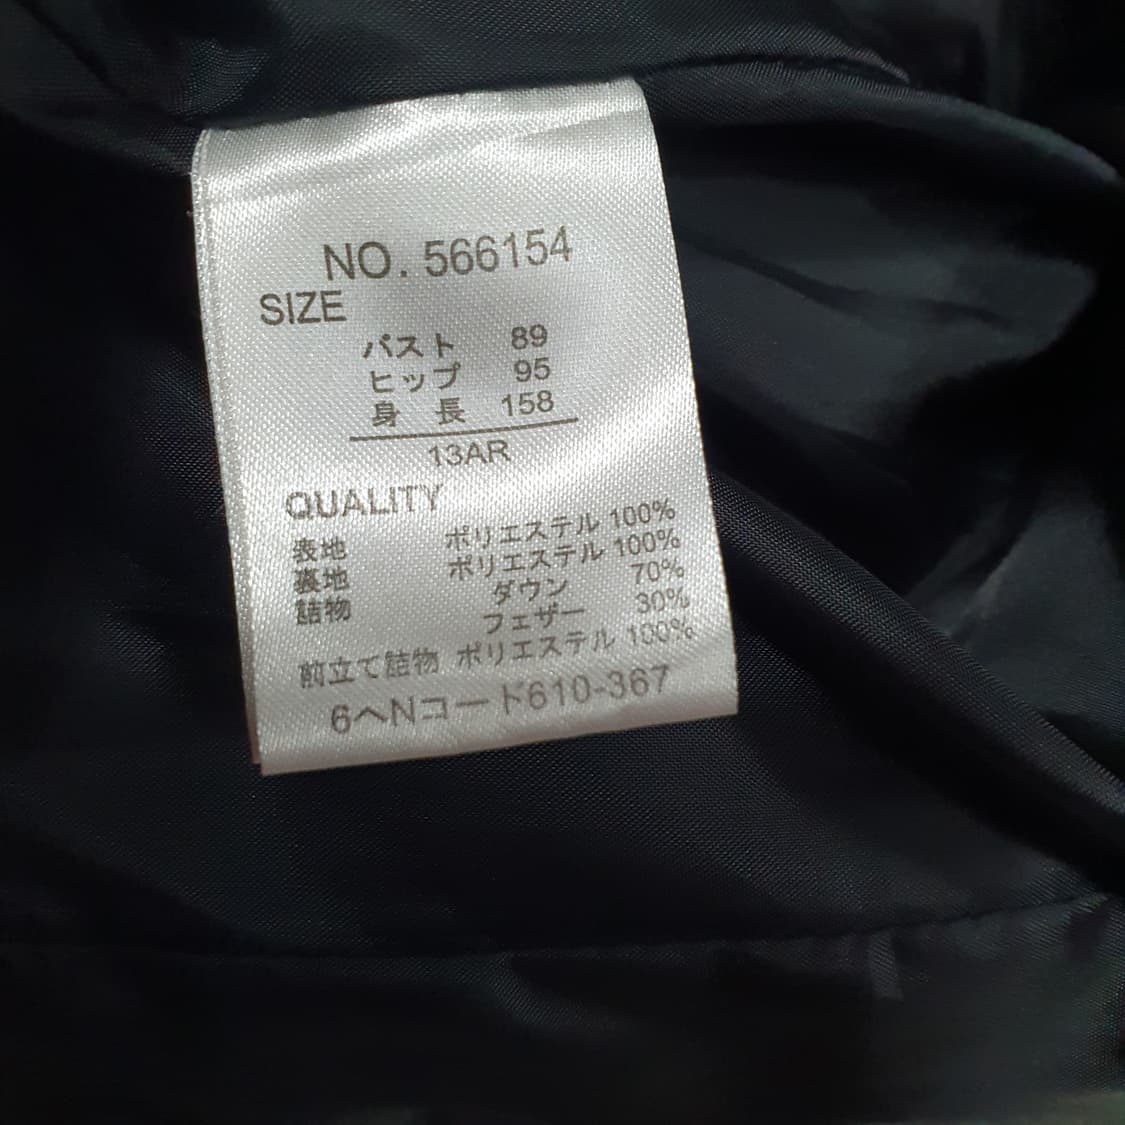 NO. 566154
SIZE
バスト 89
ヒップ 95
身 長 158
13AR
QUALITY
表地 ポリエステル 100%
裏地 ポリエステル 100%
詰物 ダウン 70%
フェザー 30%
前立て詰物 ポリエステル 100%
6ヘNコード610-367